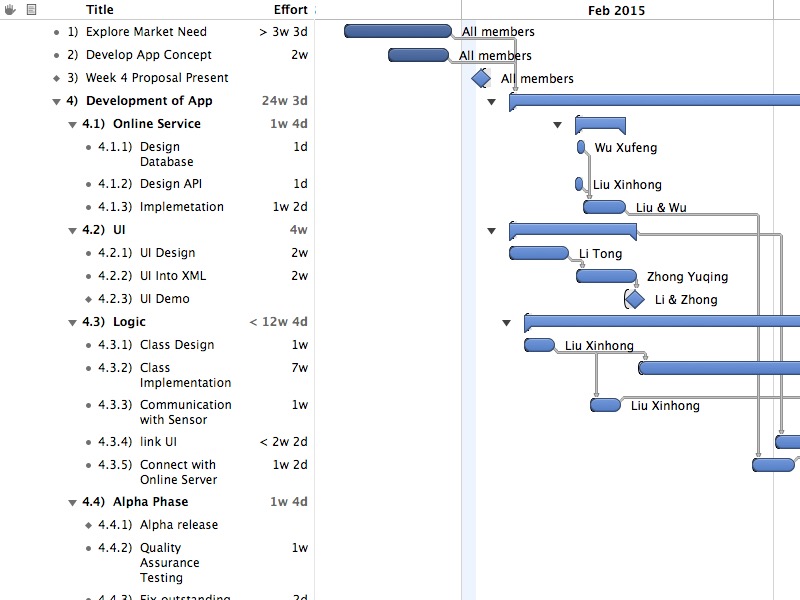 Title Effort Feb 2015
1) Explore Market Need > 3w 3d All members
2) Develop App Concept 2w All members
3) Week 4 Proposal Present All members
4) Development of App 24w 3d
4.1) Online Service 1w 4d
4.1.1) Design 1d Wu Xufeng
Database
4.1.2) Design API 1d Liu Xinhong
4.1.3) Implemetation 1w 2d Liu & Wu
4.2) UI 4w
4.2.1) UI Design 2w Li Tong
4.2.2) UI Into XML 2w Zhong Yuqing
4.2.3) UI Demo Li & Zhong
4.3) Logic < 12w 4d
4.3.1) Class Design 1w Liu Xinhong
4.3.2) Class 7w
Implementation
4.3.3) Communication 1w Liu Xinhong
with Sensor
4.3.4) link UI < 2w 2d
4.3.5) Connect with 1w 2d
Online Server
4.4) Alpha Phase 1w 4d
4.4.1) Alpha release
4.4.2) Quality 1w
Assurance
Testing
4.4.3) Fix outstanding 2d